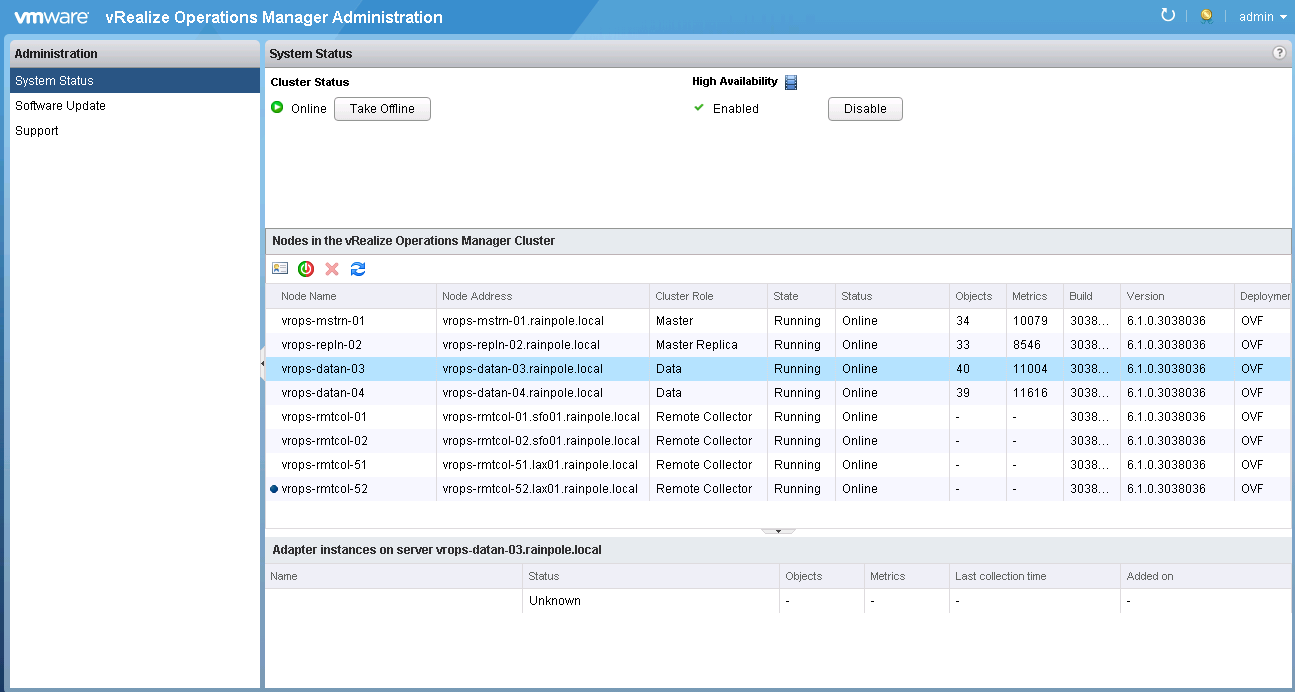 vmware vRealize Operations Manager Administration admin
Administration
System Status
Software Update
Support
System Status ?
Cluster Status High Availability
Online Take Offline Enabled Disable
Nodes in the vRealize Operations Manager Cluster
Node Name Node Address Cluster Role State Status Objects Metrics Build Version Deploymen
vrops-mstrn-01 vrops-mstrn-01.rainpole.local Master Running Online 34 10079 3038... 6.1.0.3038036 OVF
vrops-repln-02 vrops-repln-02.rainpole.local Master Replica Running Online 33 8546 3038... 6.1.0.3038036 OVF
vrops-datan-03 vrops-datan-03.rainpole.local Data Running Online 40 11004 3038... 6.1.0.3038036 OVF
vrops-datan-04 vrops-datan-04.rainpole.local Data Running Online 39 11616 3038... 6.1.0.3038036 OVF
vrops-rmtcol-01 vrops-rmtcol-01.sfo01.rainpole.local Remote Collector Running Online - - 3038... 6.1.0.3038036 OVF
vrops-rmtcol-02 vrops-rmtcol-02.sfo01.rainpole.local Remote Collector Running Online - - 3038... 6.1.0.3038036 OVF
vrops-rmtcol-51 vrops-rmtcol-51.lax01.rainpole.local Remote Collector Running Online - - 3038... 6.1.0.3038036 OVF
vrops-rmtcol-52 vrops-rmtcol-52.lax01.rainpole.local Remote Collector Running Online - - 3038... 6.1.0.3038036 OVF
Adapter instances on server vrops-datan-03.rainpole.local
Name Status Objects Metrics Last collection time Added on
Unknown - - - -